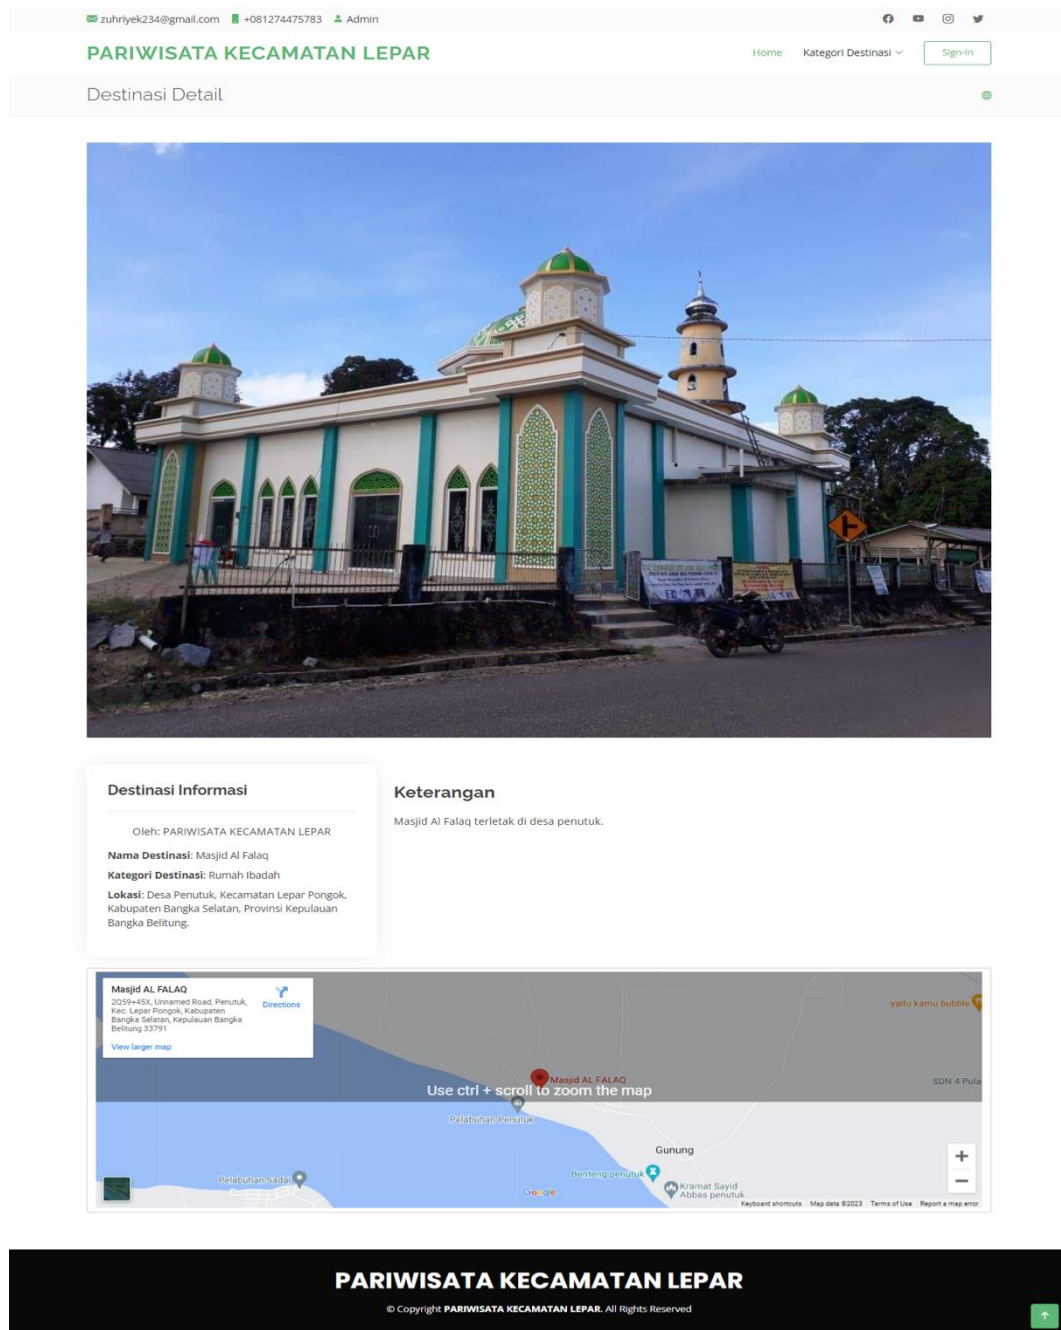 zuhriyek234@gmail.com +081274475783 Admin
PARIWISATA KECAMATAN LEPAR
Home Kategori Destinasi Sign-In
Destinasi Detail
Destinasi Informasi
Oleh: PARIWISATA KECAMATAN LEPAR
Nama Destinasi: Masjid Al Falaq
Kategori Destinasi: Rumah Ibadah
Lokasi: Desa Penutuk, Kecamatan Lepar Pongok,
Kabupaten Bangka Selatan, Provinsi Kepulauan
Bangka Belitung.
Keterangan
Masjid Al Falaq terletak di desa penutuk.
Masjid AL FALAQ
2Q59+45X, Unnamed Road, Penutuk,
Kec. Lepar Pongok, Kabupaten
Bangka Selatan, Kepulauan Bangka
Belitung 33791
Directions
View larger map
yaitu kamu bubble
Masjid AL FALAQ
SDN 4 Pula
Use ctrl + scroll to zoom the map
Pelabuhan Penutuk
Gunung
Benteng penutuk
Pelabuhan Sadai
Kramat Sayid
Abbas penutuk
Google
Keyboard shortcuts Map data ©2023 Terms of Use Report a map error
PARIWISATA KECAMATAN LEPAR
© Copyright PARIWISATA KECAMATAN LEPAR. All Rights Reserved